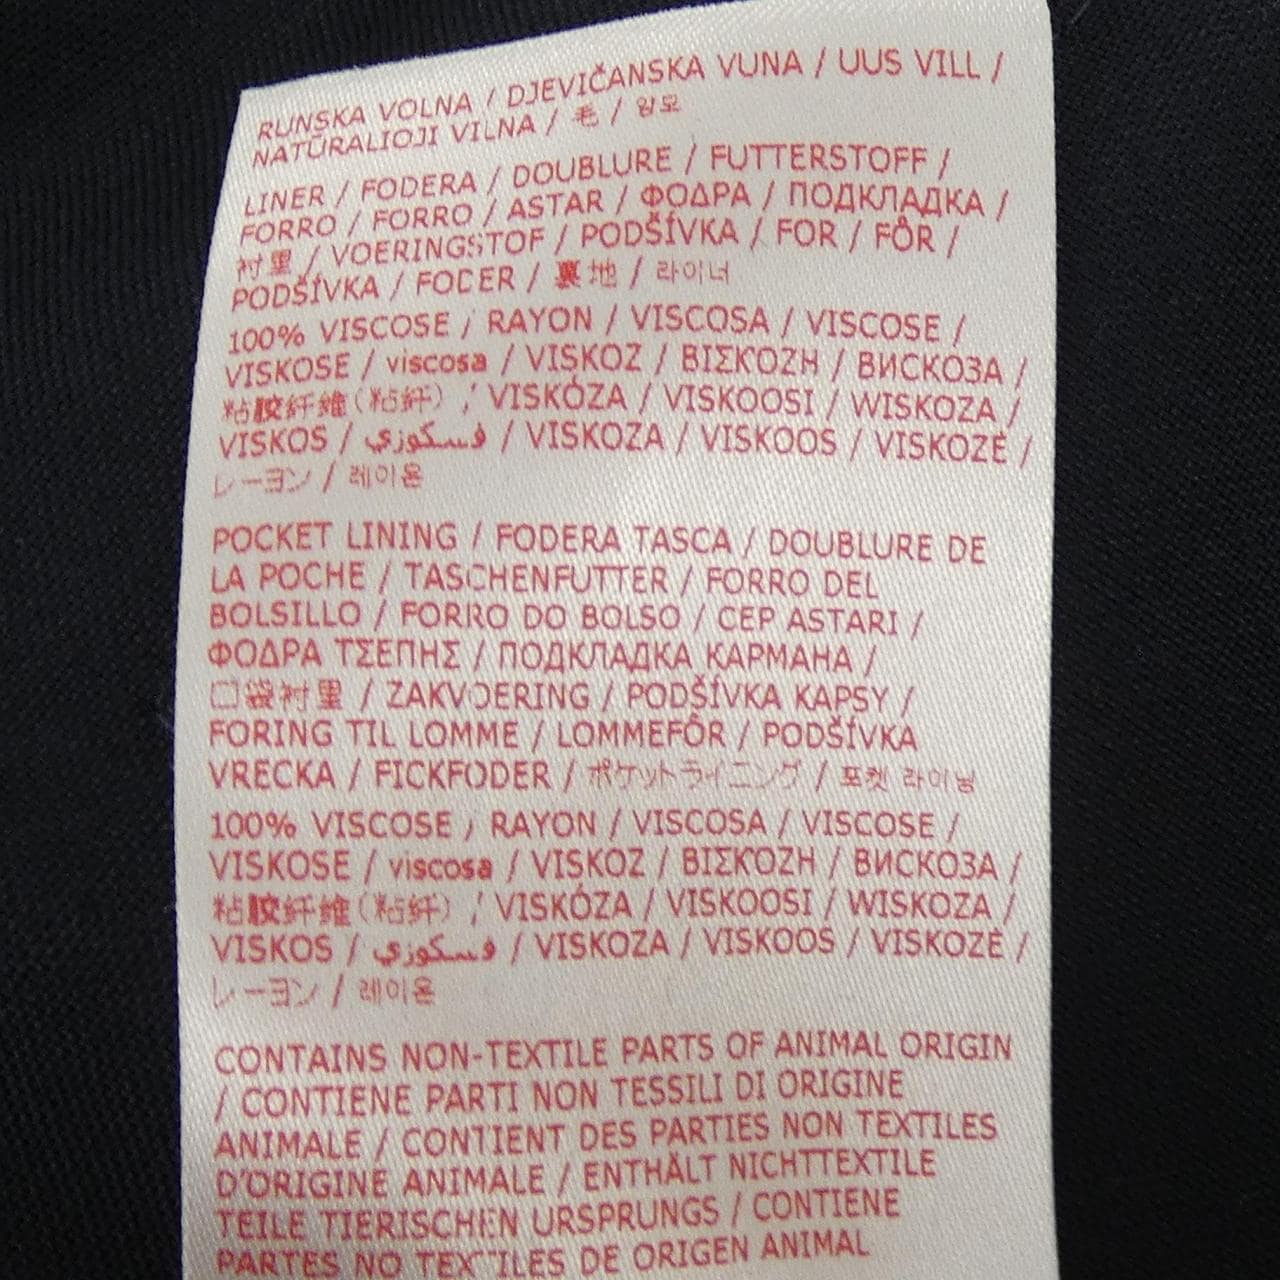 RUNSKA VOLNA / DJEVIČANSKA VUNA / UUS VILL /
NATŪRALIOJI VILNA / 毛 / 양모
LINER / FODERA / DOUBLURE / FUTTERSTOFF /
FORRO / FORRO / ASTAR / ΦΟΔΡΑ / ПОДКЛАДКА /
衬里 / VOERINGSTOF / PODŠÍVKA / FOR / FÔR /
PODŠÍVKA / FODER / 裏地 / 라이너
100% VISCOSE / RAYON / VISCOSA / VISCOSE /
VISKOSE / viscosa / VISKOZ / ΒΙΣΚΌΖΗ / ВИСКОЗА /
粘胶纤维(粘纤) / VISKÓZA / VISKOOSI / WISKOZA /
VISKOS / فسكوزي / VISKOZA / VISKOOS / VISKOZĖ /
レーヨン / 레이온
POCKET LINING / FODERA TASCA / DOUBLURE DE
LA POCHE / TASCHENFUTTER / FORRO DEL
BOLSILLO / FORRO DO BOLSO / CEP ASTARI /
ΦΟΔΡΑ ΤΣΕΠΗΣ / ПОДКЛАДКА КАРМАНА /
口袋衬里 / ZAKVOERING / PODŠÍVKA KAPSY /
FORING TIL LOMME / LOMMEFÔR / PODŠÍVKA
VRECKA / FICKFODER / ポケットライニング / 포켓 라이닝
100% VISCOSE / RAYON / VISCOSA / VISCOSE /
VISKOSE / viscosa / VISKOZ / ΒΙΣΚΌΖΗ / ВИСКОЗА /
粘胶纤维(粘纤) / VISKÓZA / VISKOOSI / WISKOZA /
VISKOS / فسكوزي / VISKOZA / VISKOOS / VISKOZĖ /
レーヨン / 레이온
CONTAINS NON-TEXTILE PARTS OF ANIMAL ORIGIN
/ CONTIENE PARTI NON TESSILI DI ORIGINE
ANIMALE / CONTIENT DES PARTIES NON TEXTILES
D'ORIGINE ANIMALE / ENTHÄLT NICHTTEXTILE
TEILE TIERISCHEN URSPRUNGS / CONTIENE
PARTES NO TEXTILES DE ORIGEN ANIMAL